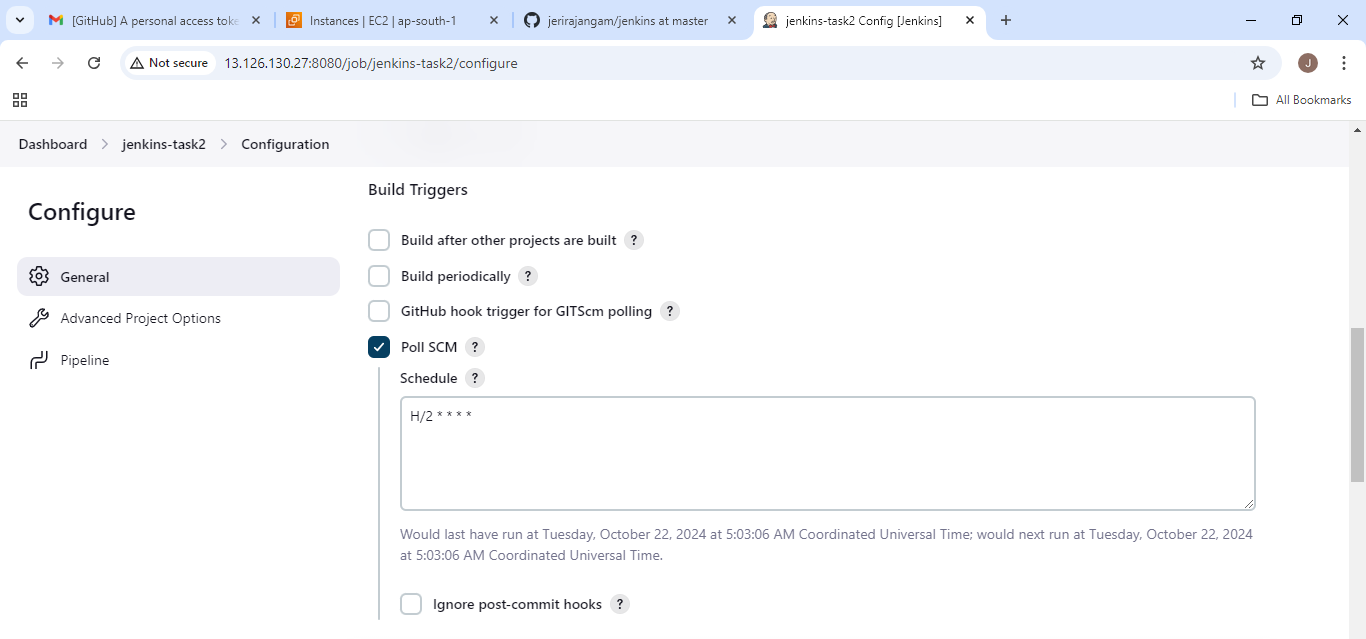 [GitHub] A personal access toke
Instances | EC2 | ap-south-1
jerirajangam/jenkins at master
jenkins-task2 Config [Jenkins]
Not secure
13.126.130.27:8080/job/jenkins-task2/configure
J
All Bookmarks
Dashboard
jenkins-task2
Configuration
Configure
General
Advanced Project Options
Pipeline
Build Triggers
Build after other projects are built ?
Build periodically ?
GitHub hook trigger for GITScm polling ?
Poll SCM ?
Schedule ?
H/2 * * * *
Would last have run at Tuesday, October 22, 2024 at 5:03:06 AM Coordinated Universal Time; would next run at Tuesday, October 22, 2024
at 5:03:06 AM Coordinated Universal Time.
Ignore post-commit hooks ?